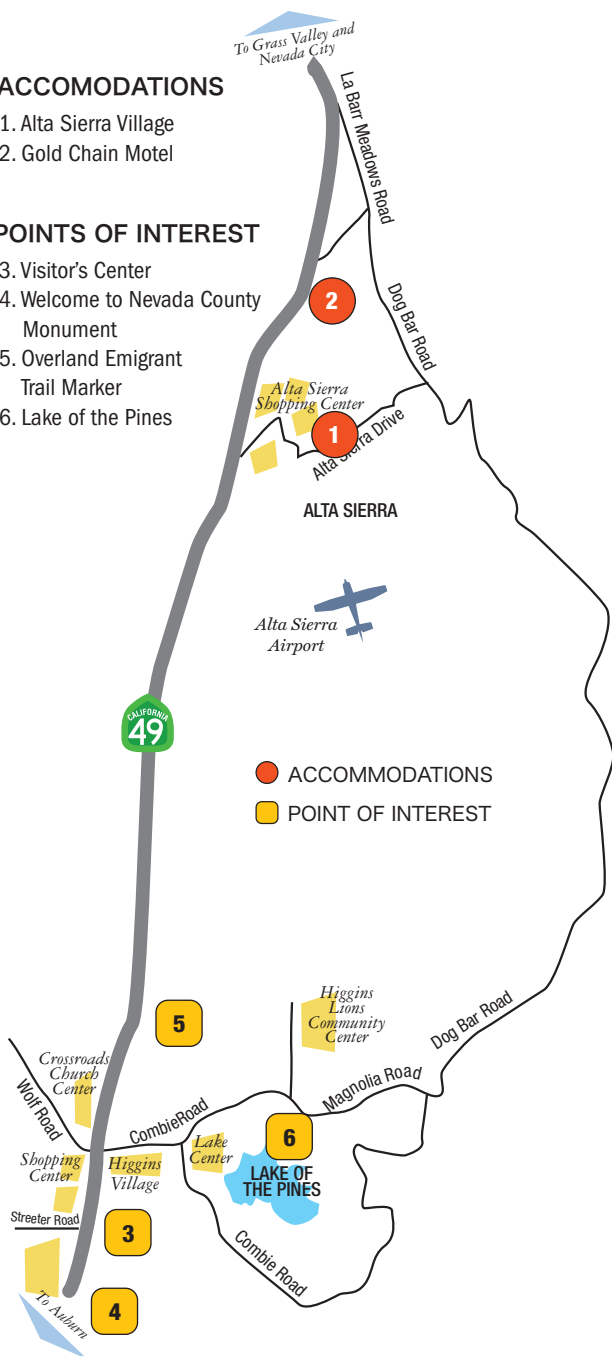 To Grass Valley and
Nevada City
ACCOMODATIONS
1. Alta Sierra Village
2. Gold Chain Motel
POINTS OF INTEREST
3. Visitor's Center
4. Welcome to Nevada County
Monument
5. Overland Emigrant
Trail Marker
6. Lake of the Pines
La Barr Meadows Road
2
Dog Bar Road
Alta Sierra
Shopping Center
1
Alta Sierra Drive
ALTA SIERRA
Alta Sierra
Airport
CALIFORNIA
49
ACCOMMODATIONS
POINT OF INTEREST
5
Higgins
Lions
Community
Center
Dog Bar Road
Crossroads
Church
Center
Wolf Road
CombieRoad
Magnolia Road
6
Lake
Center
Shopping
Center
Higgins
Village
LAKE OF
THE PINES
Streeter Road
3
Combie Road
4
To Auburn